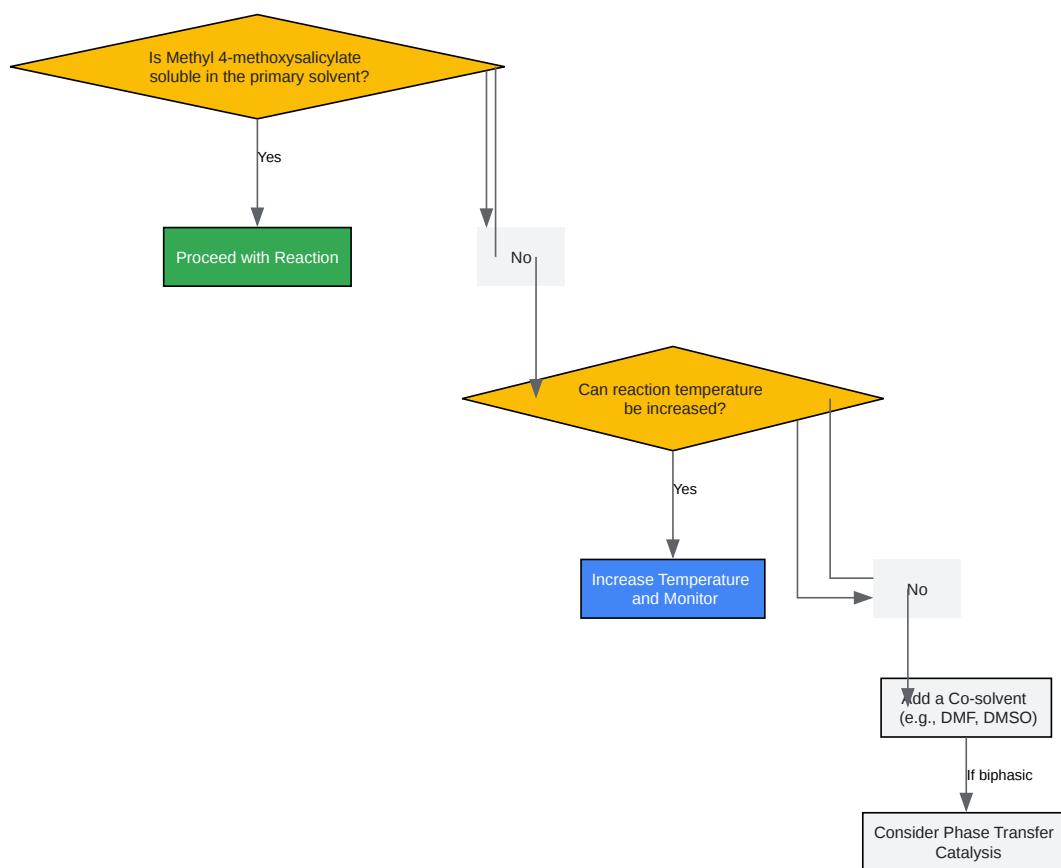 Is Methyl 4-methoxysalicylate
soluble in the primary solvent?
Yes
Proceed with Reaction
No
Can reaction temperature
be increased?
Yes
Increase Temperature
and Monitor
No
Add a Co-solvent
(e.g., DMF, DMSO)
If biphasic
Consider Phase Transfer
Catalysis